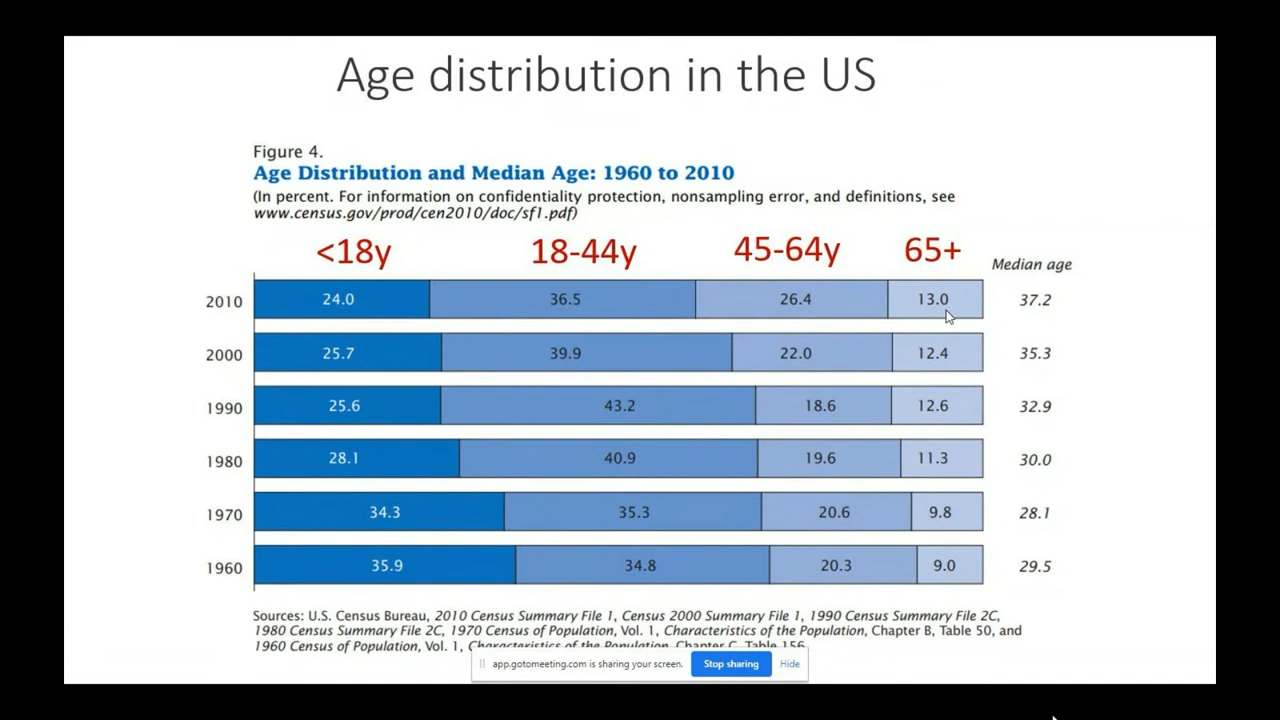 Age distribution in the US
Figure 4.
Age Distribution and Median Age: 1960 to 2010
(In percent. For information on confidentiality protection, nonsampling error, and definitions, see
www.census.gov/prod/cen2010/doc/sf1.pdf)
<18y 18-44y 45-64y 65+
Median age
2010 24.0 36.5 26.4 13.0 37.2
2000 25.7 39.9 22.0 12.4 35.3
1990 25.6 43.2 18.6 12.6 32.9
1980 28.1 40.9 19.6 11.3 30.0
1970 34.3 35.3 20.6 9.8 28.1
1960 35.9 34.8 20.3 9.0 29.5
Sources: U.S. Census Bureau, 2010 Census Summary File 1, Census 2000 Summary File 1, 1990 Census Summary File 2C,
1980 Census Summary File 2C, 1970 Census of Population, Vol. 1, Characteristics of the Population, Chapter B, Table 50, and
1960 Census of Population, Vol. 1, Characteristics of the Population, Chapter C, Table 156.
app.gotomeeting.com is sharing your screen. Stop sharing Hide